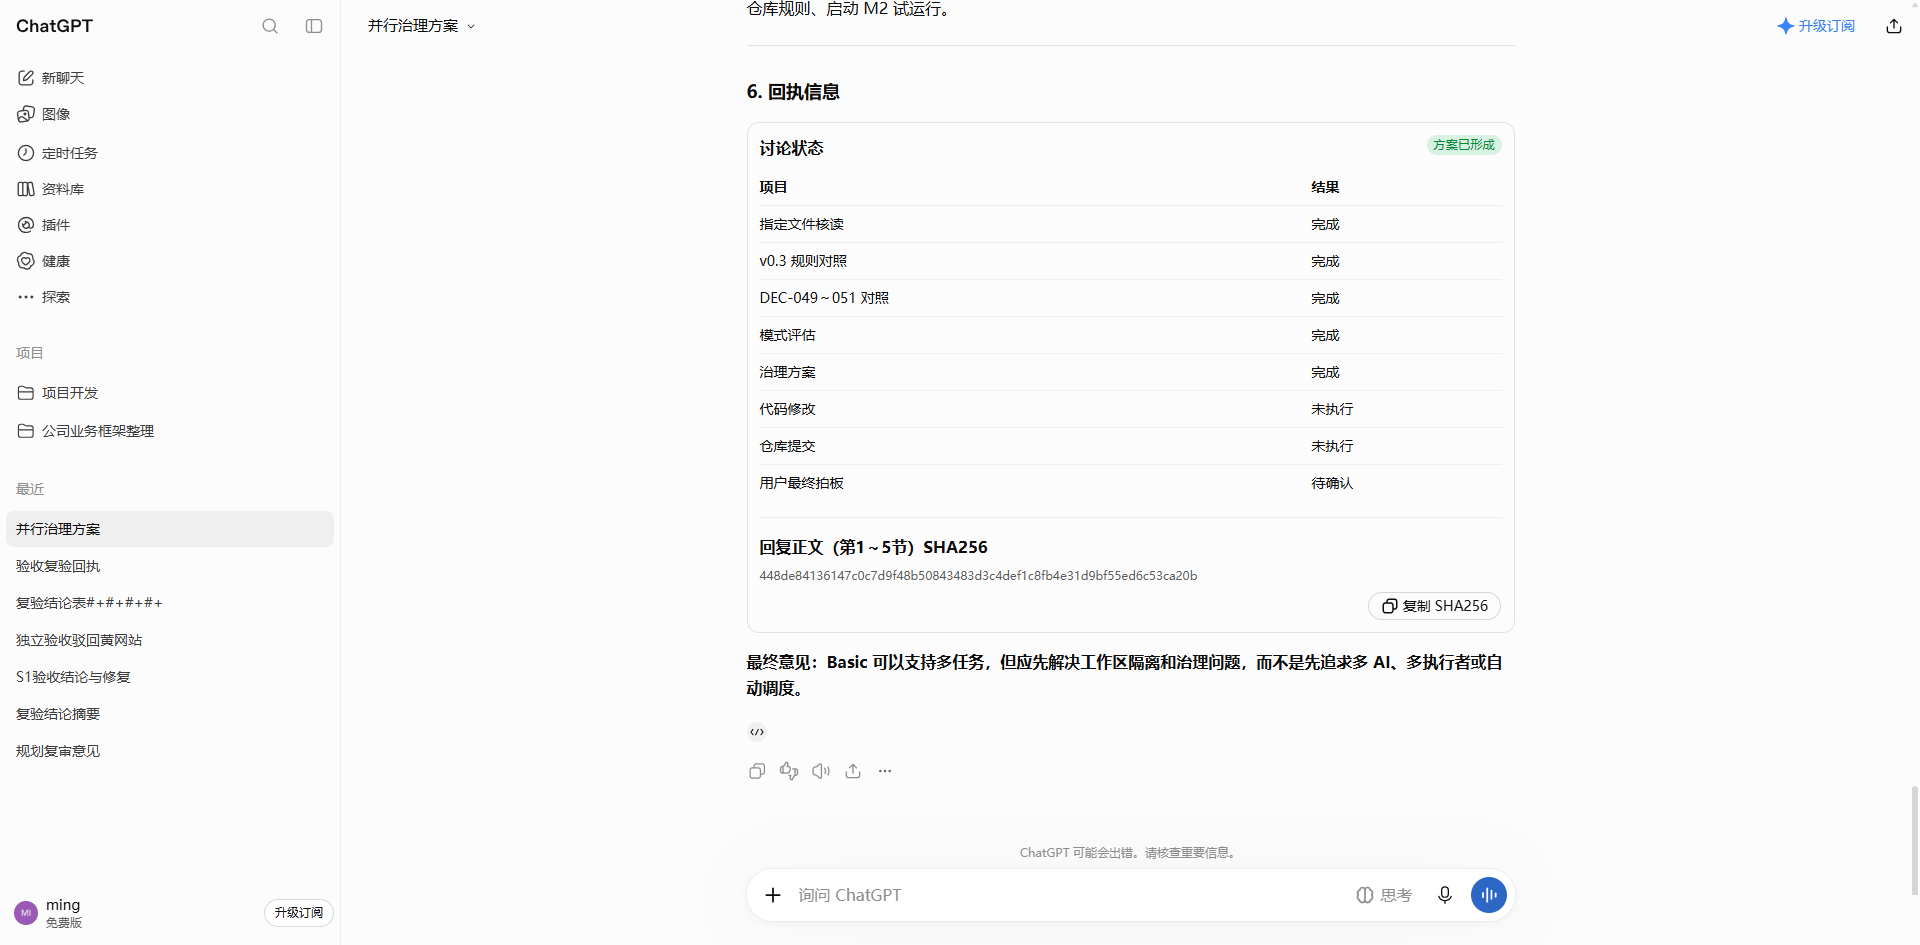 ChatGPT
新聊天
图像
定时任务
资料库
插件
健康
探索
项目
项目开发
公司业务框架整理
最近
并行治理方案
验收复验回执
复验结论表#+#+#+#+
独立验收驳回黄网站
S1验收结论与修复
复验结论摘要
规划复审意见
MI
ming
免费版
升级订阅
并行治理方案
升级订阅
仓库规则、启动 M2 试运行。
6. 回执信息
讨论状态
方案已形成
项目 结果
指定文件核读 完成
v0.3 规则对照 完成
DEC-049～051 对照 完成
模式评估 完成
治理方案 完成
代码修改 未执行
仓库提交 未执行
用户最终拍板 待确认
回复正文（第1～5节）SHA256
448de84136147c0c7d9f48b50843483d3c4def1c8fb4e31d9bf55ed6c53ca20b
复制 SHA256
最终意见：Basic 可以支持多任务，但应先解决工作区隔离和治理问题，而不是先追求多 AI、多执行者或自
动调度。
ChatGPT 可能会出错。请核查重要信息。
询问 ChatGPT
思考